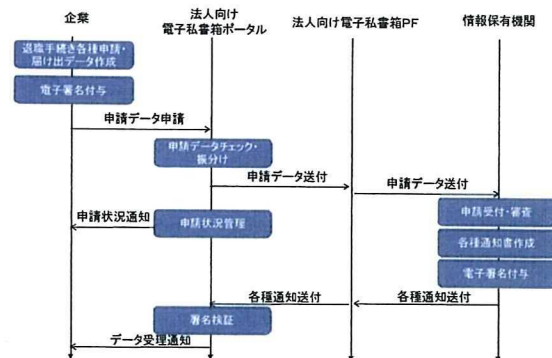 企業
法人向け
電子私書箱ポータル
法人向け電子私書箱PF
情報保有機関
退職手続き各種申請・
届け出データ作成
電子署名付与
申請データ申請
申請データチェック・
振分け
申請データ送付
申請データ送付
申請受付・審査
申請状況通知
申請状況管理
各種通知書作成
電子署名付与
各種通知送付
各種通知送付
署名検証
データ受理通知